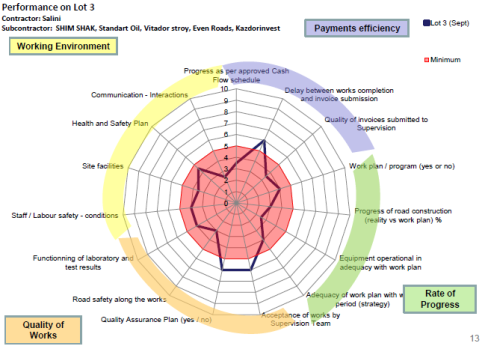 Performance on Lot 3
Contractor: Salini
Subcontractor: SHIM SHAK, Standart Oil, Vitador stroy, Even Roads, Kazdorinvest
Payments efficiency
Lot 3 (Sept)
Working Environment
Minimum
Progress as per approved Cash
Flow schedule
Delay between works completion
and invoice submission
Quality of invoices submitted to
Supervision
Work plan / program (yes or no)
Progress of road construction
(reality vs work plan) %
Equipment operational in
adequacy with work plan
Adequacy of work plan with w
period (strategy)
Acceptance of works by
Supervision Team
Quality Assurance Plan (yes / no)
Road safety along the works
Functionning of laboratory and
test results
Staff / Labour safety - conditions
Site facilities
Health and Safety Plan
Communication - Interactions
10
9
8
7
6
5
4
3
2
1
0
Rate of
Progress
Quality of
Works
13